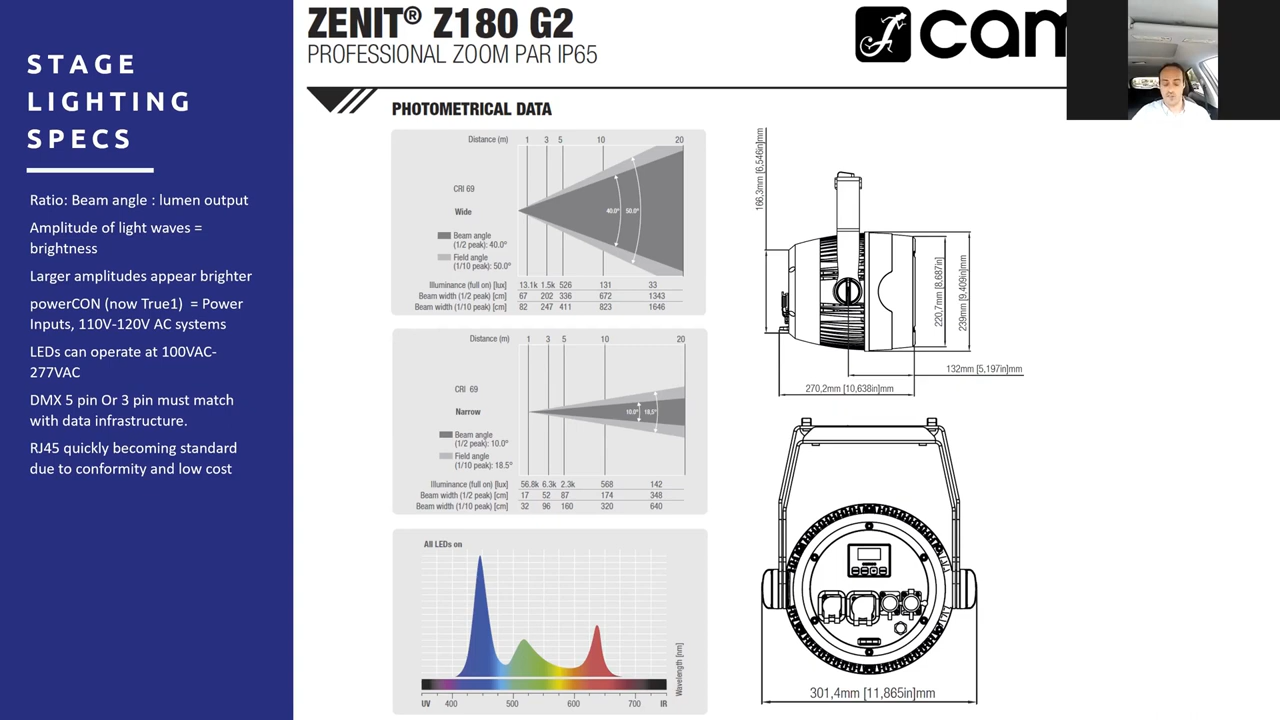 STAGE
LIGHTING
SPECS
Ratio: Beam angle : lumen output
Amplitude of light waves =
brightness
Larger amplitudes appear brighter
powerCON (now True1) = Power
Inputs, 110V-120V AC systems
LEDs can operate at 100VAC-
277VAC
DMX 5 pin Or 3 pin must match
with data infrastructure.
RJ45 quickly becoming standard
due to conformity and low cost
ZENIT® Z180 G2
PROFESSIONAL ZOOM PAR IP65
cam
PHOTOMETRICAL DATA
Distance (m) 1 3 5 10 20
CRI 69
Wide
40.0° 50.0°
Beam angle
(1/2 peak): 40.0°
Field angle
(1/10 peak): 50.0°
Illuminance (full on) [lux] 13.1k 1.5k 526 131 33
Beam width (1/2 peak) [cm] 67 202 336 672 1343
Beam width (1/10 peak) [cm] 82 247 411 823 1646
Distance (m) 1 3 5 10 20
CRI 69
Narrow
10.0° 18,5°
Beam angle
(1/2 peak): 10.0°
Field angle
(1/10 peak): 18.5°
Illuminance (full on) [lux] 56.8k 6.3k 2.3k 568 142
Beam width (1/2 peak) [cm] 17 52 87 174 348
Beam width (1/10 peak) [cm] 32 96 160 320 640
All LEDs on
Wavelength [nm]
UV 400 500 600 700 IR
166,3mm [6,546in]mm
220,7mm [8,687in]
239mm [9,409in]mm
132mm [5,197in]mm
270,2mm [10,638in]mm
301,4mm [11,865in]mm